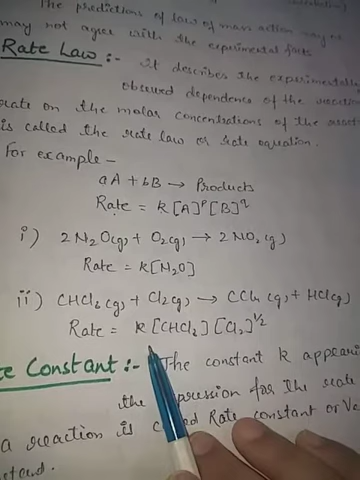 The predictions of law of mass action may or
may not agree with the experimental facts
Rate Law :- it describes the experimentally
observed dependence of the reaction
rate on the molar concentrations of the
is called the rate law or rate equation.
For example -
aA + bB → Products
Rate = k[A]^p[B]^q
i) 2N2O(g) + O2(g) → 2NO2(g)
Rate = k[N2O]
ii) CHCl3(g) + Cl2(g) → CCl4(g) + HCl(g)
Rate = k[CHCl3][Cl2]^1/2
Constant :- The constant k
the for the rate
a reaction is called Rate constant or